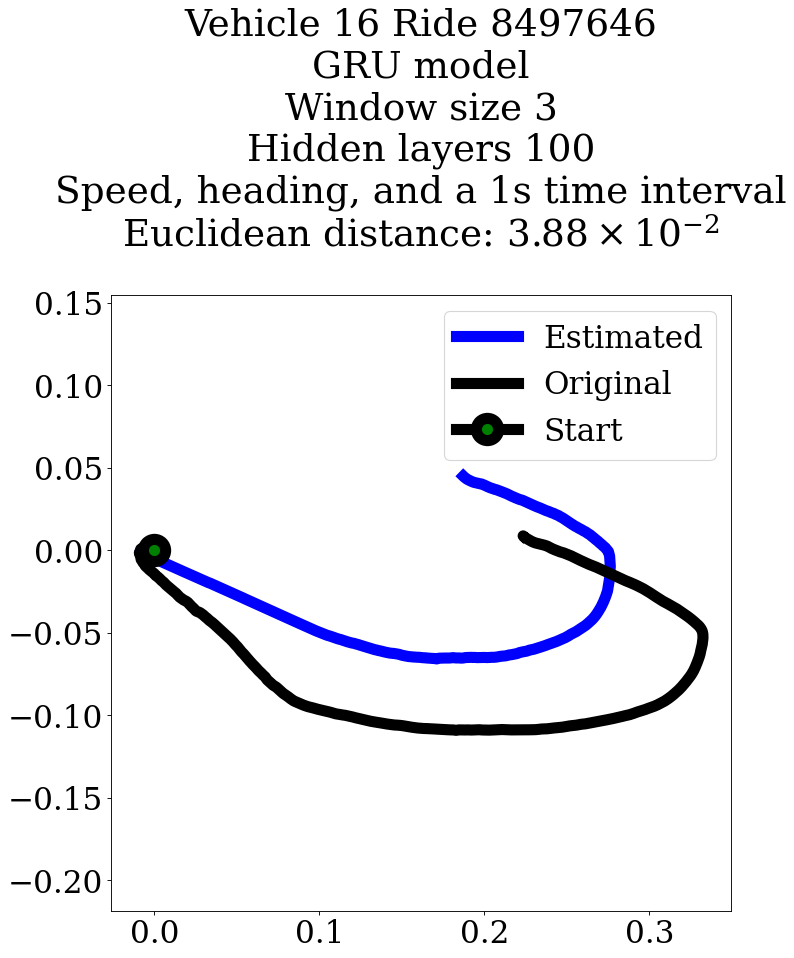 Vehicle 16 Ride 8497646
GRU model
Window size 3
Hidden layers 100
Speed, heading, and a 1s time interval
Euclidean distance: 3.88 × 10⁻²
0.15
Estimated
0.10
Original
Start
0.05
0.00
−0.05
−0.10
−0.15
−0.20
0.0 0.1 0.2 0.3